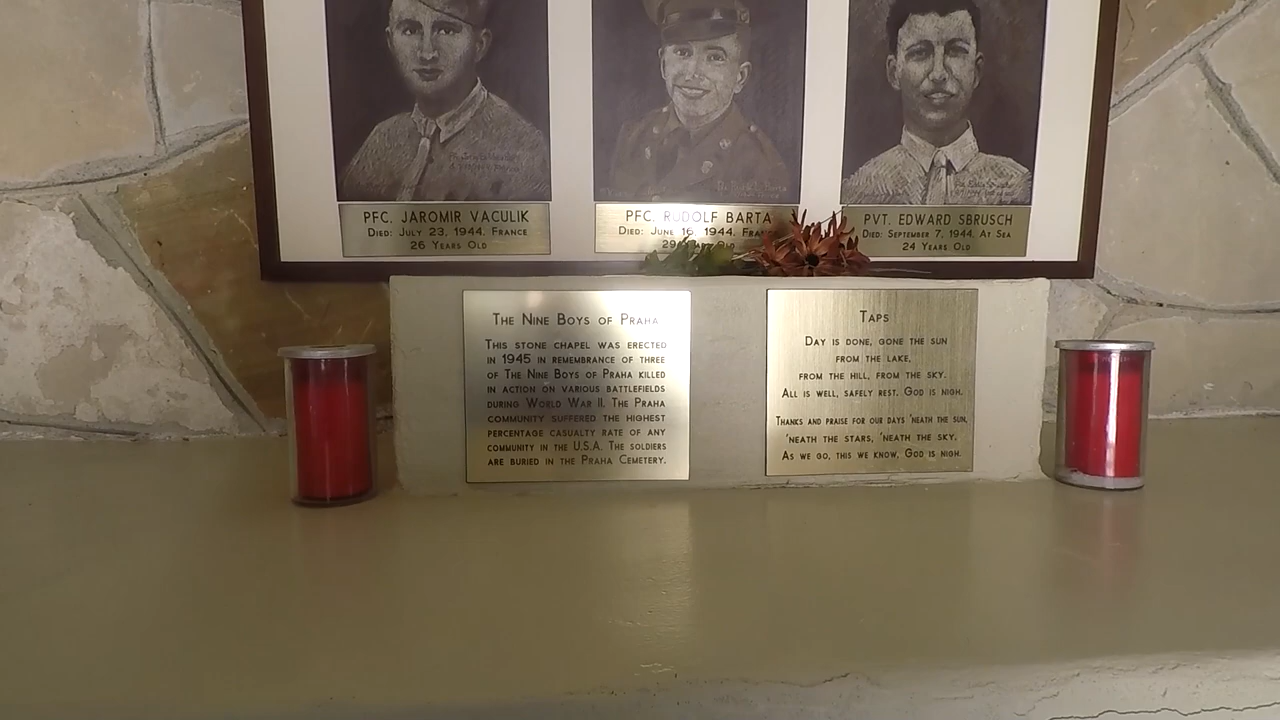 PFC. JAROMIR VACULIK
DIED: JULY 23, 1944. FRANCE
26 YEARS OLD
PFC. RUDOLF BARTA
DIED: JUNE 16, 1944.
29 OLD
PVT. EDWARD SBRUSCH
DIED: SEPTEMBER 7, 1944. AT SEA
24 YEARS OLD
THE NINE BOYS OF PRAHA
THIS STONE CHAPEL WAS ERECTED
IN 1945 IN REMEMBRANCE OF THREE
OF THE NINE BOYS OF PRAHA KILLED
IN ACTION ON VARIOUS BATTLEFIELDS
DURING WORLD WAR II. THE PRAHA
COMMUNITY SUFFERED THE HIGHEST
PERCENTAGE CASUALTY RATE OF ANY
COMMUNITY IN THE U.S.A. THE SOLDIERS
ARE BURIED IN THE PRAHA CEMETERY.
TAPS
DAY IS DONE, GONE THE SUN
FROM THE LAKE,
FROM THE HILL, FROM THE SKY.
ALL IS WELL, SAFELY REST. GOD IS NIGH.
THANKS AND PRAISE FOR OUR DAYS 'NEATH THE SUN,
'NEATH THE STARS, 'NEATH THE SKY.
AS WE GO, THIS WE KNOW, GOD IS NIGH.